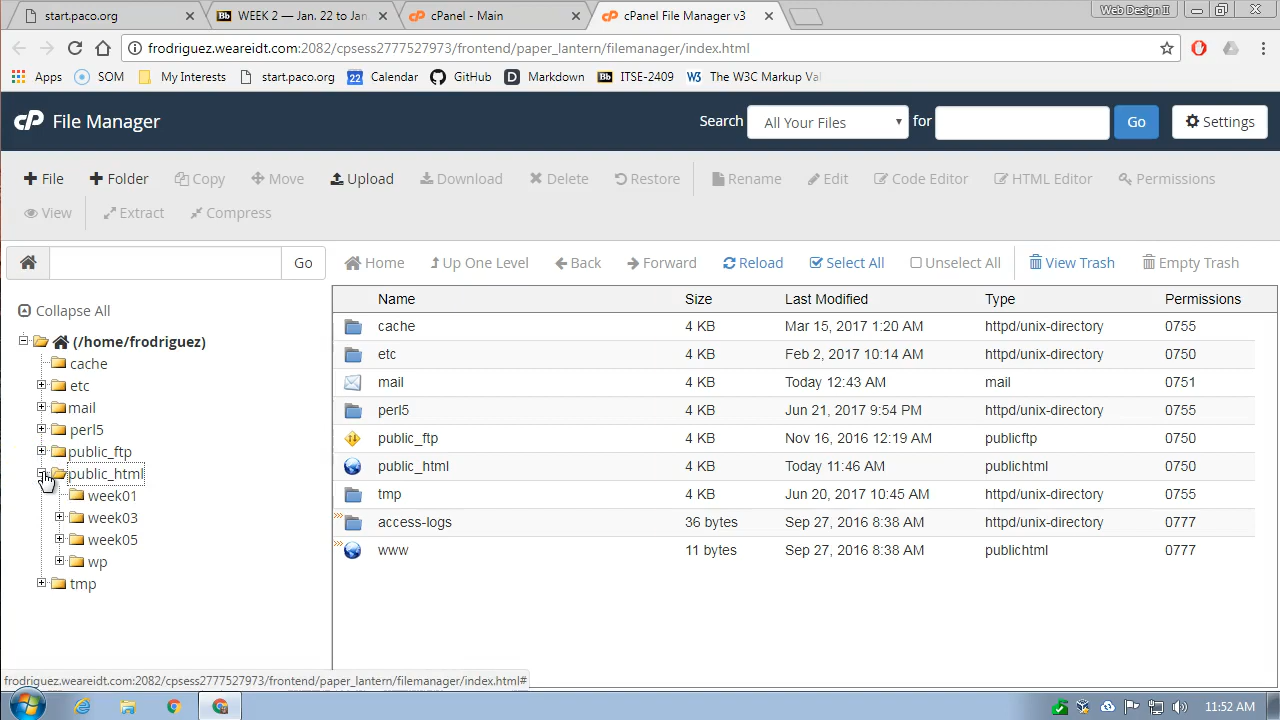 start.paco.org
WEEK 2 — Jan. 22 to Jan.
cPanel - Main
cPanel File Manager v3
Web Design II
frodriguez.weareidt.com:2082/cpsess2777527973/frontend/paper_lantern/filemanager/index.html
Apps
SOM
My Interests
start.paco.org
22
Calendar
GitHub
Markdown
Bb
ITSE-2409
The W3C Markup Val
cP File Manager
Search
All Your Files
for
Go
Settings
File
Folder
Copy
Move
Upload
Download
Delete
Restore
Rename
Edit
Code Editor
HTML Editor
Permissions
View
Extract
Compress
Go
Home
Up One Level
Back
Forward
Reload
Select All
Unselect All
View Trash
Empty Trash
Collapse All
(/home/frodriguez)
cache
etc
mail
perl5
public_ftp
public_html
week01
week03
week05
wp
tmp
Name Size Last Modified Type Permissions
cache 4 KB Mar 15, 2017 1:20 AM httpd/unix-directory 0755
etc 4 KB Feb 2, 2017 10:14 AM httpd/unix-directory 0750
mail 4 KB Today 12:43 AM mail 0751
perl5 4 KB Jun 21, 2017 9:54 PM httpd/unix-directory 0755
public_ftp 4 KB Nov 16, 2016 12:19 AM publicftp 0750
public_html 4 KB Today 11:46 AM publichtml 0750
tmp 4 KB Jun 20, 2017 10:45 AM httpd/unix-directory 0755
access-logs 36 bytes Sep 27, 2016 8:38 AM httpd/unix-directory 0777
www 11 bytes Sep 27, 2016 8:38 AM publichtml 0777
frodriguez.weareidt.com:2082/cpsess2777527973/frontend/paper_lantern/filemanager/index.html#
11:52 AM